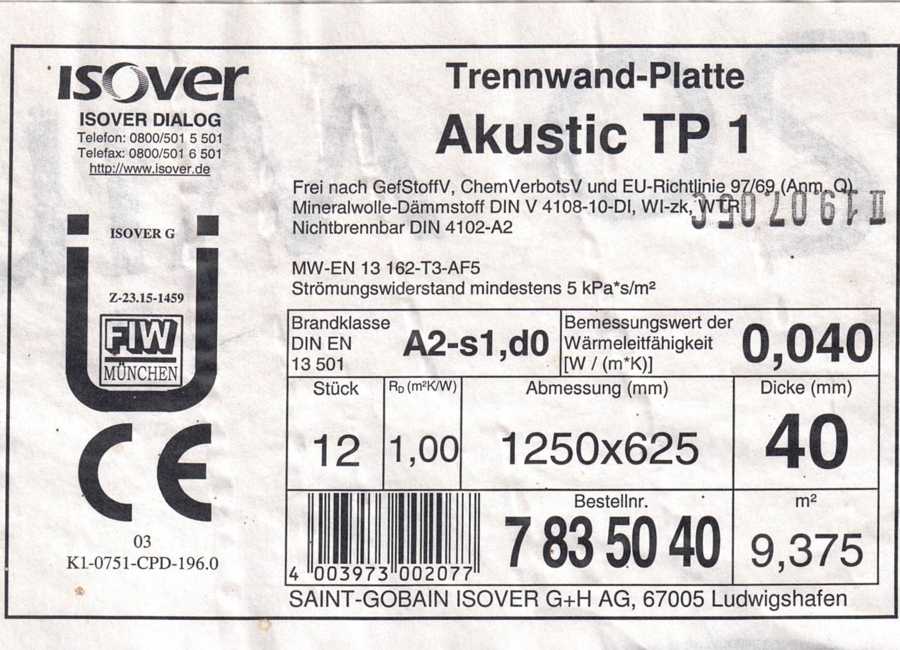 ISOVER
ISOVER DIALOG
Telefon: 0800/501 5 501
Telefax: 0800/501 6 501
http://www.isover.de
Trennwand-Platte
Akustic TP 1
Frei nach GefStoffV, ChemVerbotsV und EU-Richtlinie 97/69 (Anm. Q)
Mineralwolle-Dämmstoff DIN V 4108-10-DI, WI-zk, WTR
Nichtbrennbar DIN 4102-A2
MW-EN 13 162-T3-AF5
Strömungswiderstand mindestens 5 kPa*s/m²
ISOVER G
Z-23.15-1459
FIW
MÜNCHEN
CE
03
K1-0751-CPD-196.0
Brandklasse
DIN EN
13 501
A2-s1,d0
Bemessungswert der
Wärmeleitfähigkeit
[W / (m*K)]
0,040
Stück
12
RD (m²K/W)
1,00
Abmessung (mm)
1250x625
Dicke (mm)
40
4 003973 002077
Bestellnr.
7 83 50 40
m²
9,375
SAINT-GOBAIN ISOVER G+H AG, 67005 Ludwigshafen